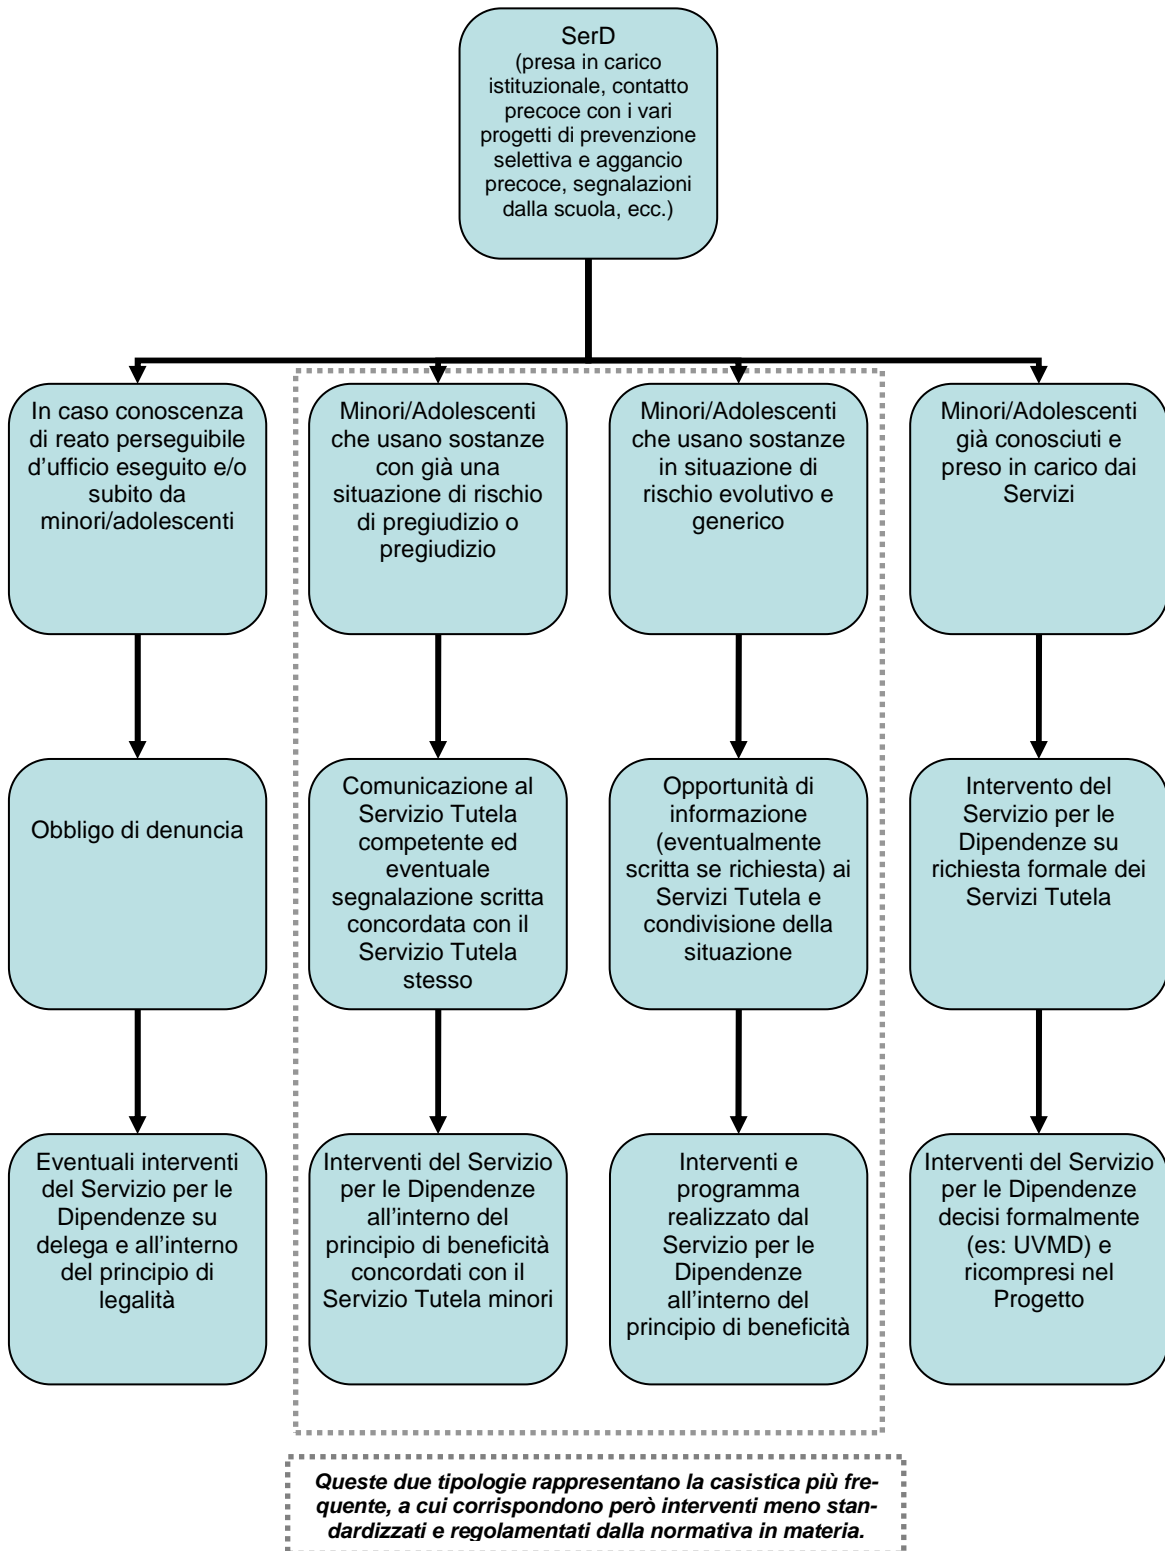 SerD
(presa in carico
istituzionale, contatto
precoce con i vari
progetti di prevenzione
selettiva e aggancio
precoce, segnalazioni
dalla scuola, ecc.)
In caso conoscenza
di reato perseguibile
d’ufficio eseguito e/o
subito da
minori/adolescenti
Minori/Adolescenti
che usano sostanze
con già una
situazione di rischio
di pregiudizio o
pregiudizio
Minori/Adolescenti
che usano sostanze
in situazione di
rischio evolutivo e
generico
Minori/Adolescenti
già conosciuti e
preso in carico dai
Servizi
Obbligo di denuncia
Comunicazione al
Servizio Tutela
competente ed
eventuale
segnalazione scritta
concordata con il
Servizio Tutela
stesso
Opportunità di
informazione
(eventualmente
scritta se richiesta) ai
Servizi Tutela e
condivisione della
situazione
Intervento del
Servizio per le
Dipendenze su
richiesta formale dei
Servizi Tutela
Eventuali interventi
del Servizio per le
Dipendenze su
delega e all’interno
del principio di
legalità
Interventi del Servizio
per le Dipendenze
all’interno del
principio di beneficità
concordati con il
Servizio Tutela minori
Interventi e
programma
realizzato dal
Servizio per le
Dipendenze
all’interno del
principio di beneficità
Interventi del Servizio
per le Dipendenze
decisi formalmente
(es: UVMD) e
ricompresi nel
Progetto
Queste due tipologie rappresentano la casistica più fre-
quente, a cui corrispondono però interventi meno stan-
dardizzati e regolamentati dalla normativa in materia.